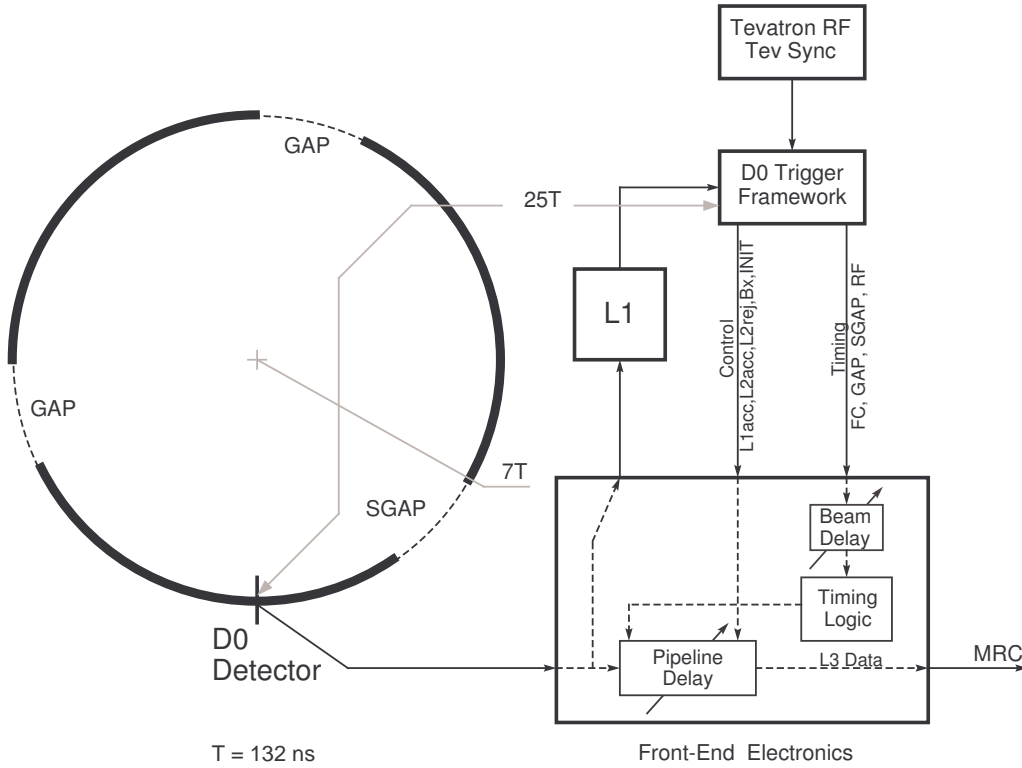 Tevatron RF
Tev Sync
GAP
D0 Trigger
Framework
25T
L1
Control
L1acc,L2acc,L2rej,Bx,INIT
Timing
FC, GAP, SGAP, RF
GAP
7T
SGAP
Beam
Delay
Timing
Logic
D0
Detector
Pipeline
Delay
L3 Data
MRC
T = 132 ns
Front-End Electronics